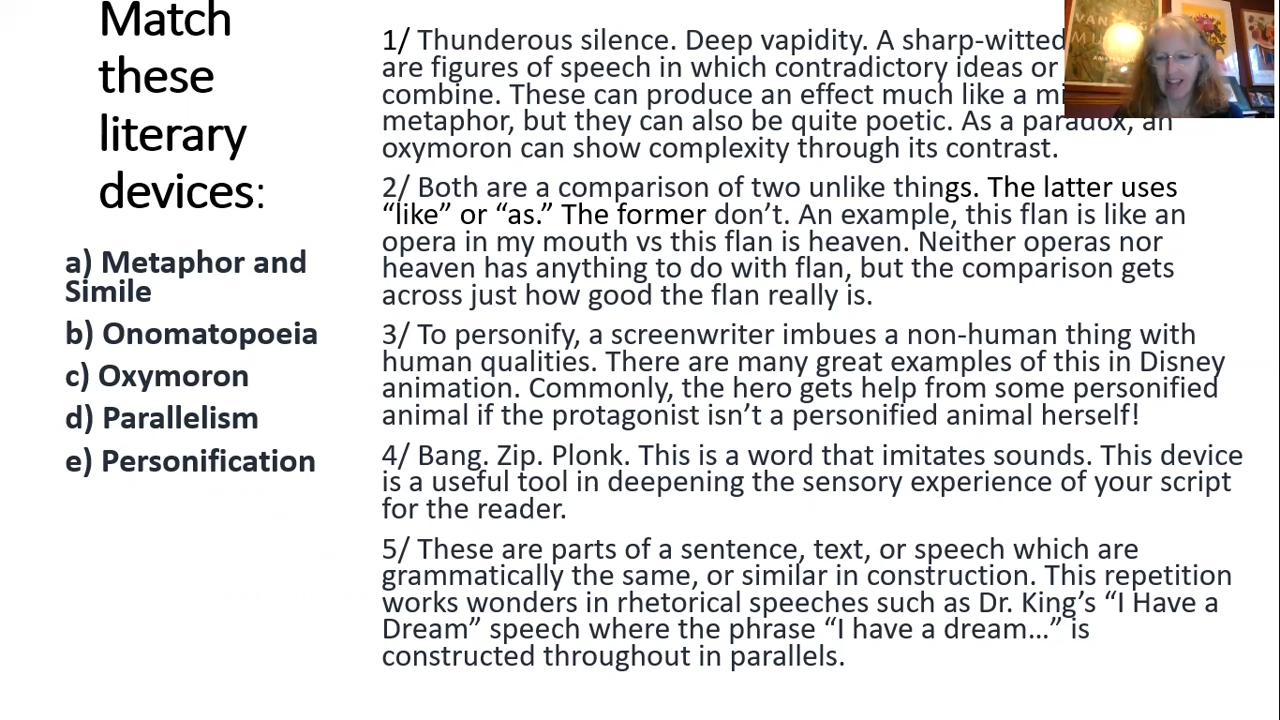 Match
these
literary
devices:
a) Metaphor and
Simile
b) Onomatopoeia
c) Oxymoron
d) Parallelism
e) Personification
1/ Thunderous silence. Deep vapidity. A sharp-witted
are figures of speech in which contradictory ideas or
combine. These can produce an effect much like a
metaphor, but they can also be quite poetic. As a paradox, an
oxymoron can show complexity through its contrast.
2/ Both are a comparison of two unlike things. The latter uses
“like” or “as.” The former don’t. An example, this flan is like an
opera in my mouth vs this flan is heaven. Neither operas nor
heaven has anything to do with flan, but the comparison gets
across just how good the flan really is.
3/ To personify, a screenwriter imbues a non-human thing with
human qualities. There are many great examples of this in Disney
animation. Commonly, the hero gets help from some personified
animal if the protagonist isn’t a personified animal herself!
4/ Bang. Zip. Plonk. This is a word that imitates sounds. This device
is a useful tool in deepening the sensory experience of your script
for the reader.
5/ These are parts of a sentence, text, or speech which are
grammatically the same, or similar in construction. This repetition
works wonders in rhetorical speeches such as Dr. King’s “I Have a
Dream” speech where the phrase “I have a dream…” is
constructed throughout in parallels.